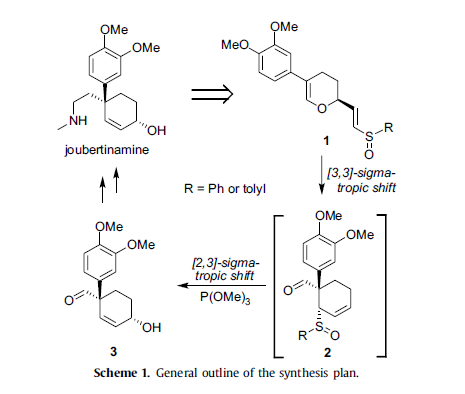 OMe
OMe
NH
OH
joubertinamine
OMe
MeO
O
R
S
O
1
[3,3]-sigma-
tropic shift
R = Ph or tolyl
OMe
OMe
O
OH
3
[2,3]-sigma-
tropic shift
P(OMe)3
OMe
OMe
O
S
R
O
2
Scheme 1. General outline of the synthesis plan.